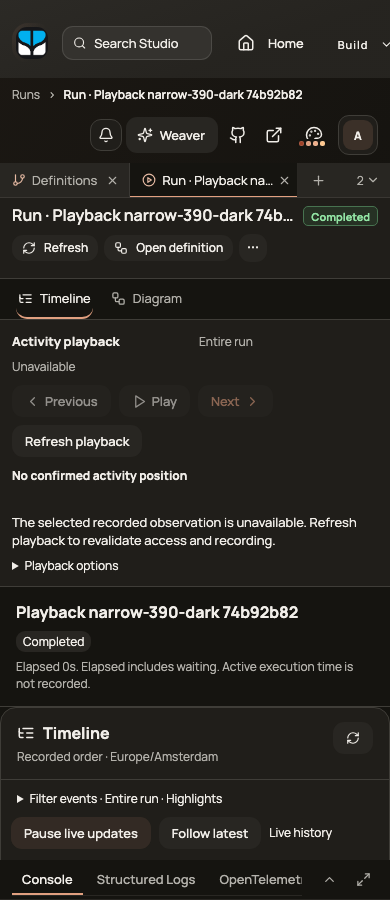 Search Studio
Home
Build
Runs › Run · Playback narrow-390-dark 74b92b82
Weaver
A
Definitions
Run · Playback na...
2
Run · Playback narrow-390-dark 74b...
Completed
Refresh
Open definition
Timeline
Diagram
Activity playback
Entire run
Unavailable
Previous
Play
Next
Refresh playback
No confirmed activity position
The selected recorded observation is unavailable. Refresh
playback to revalidate access and recording.
Playback options
Playback narrow-390-dark 74b92b82
Completed
Elapsed 0s. Elapsed includes waiting. Active execution time is
not recorded.
Timeline
Recorded order · Europe/Amsterdam
Filter events · Entire run · Highlights
Pause live updates
Follow latest
Live history
Console
Structured Logs